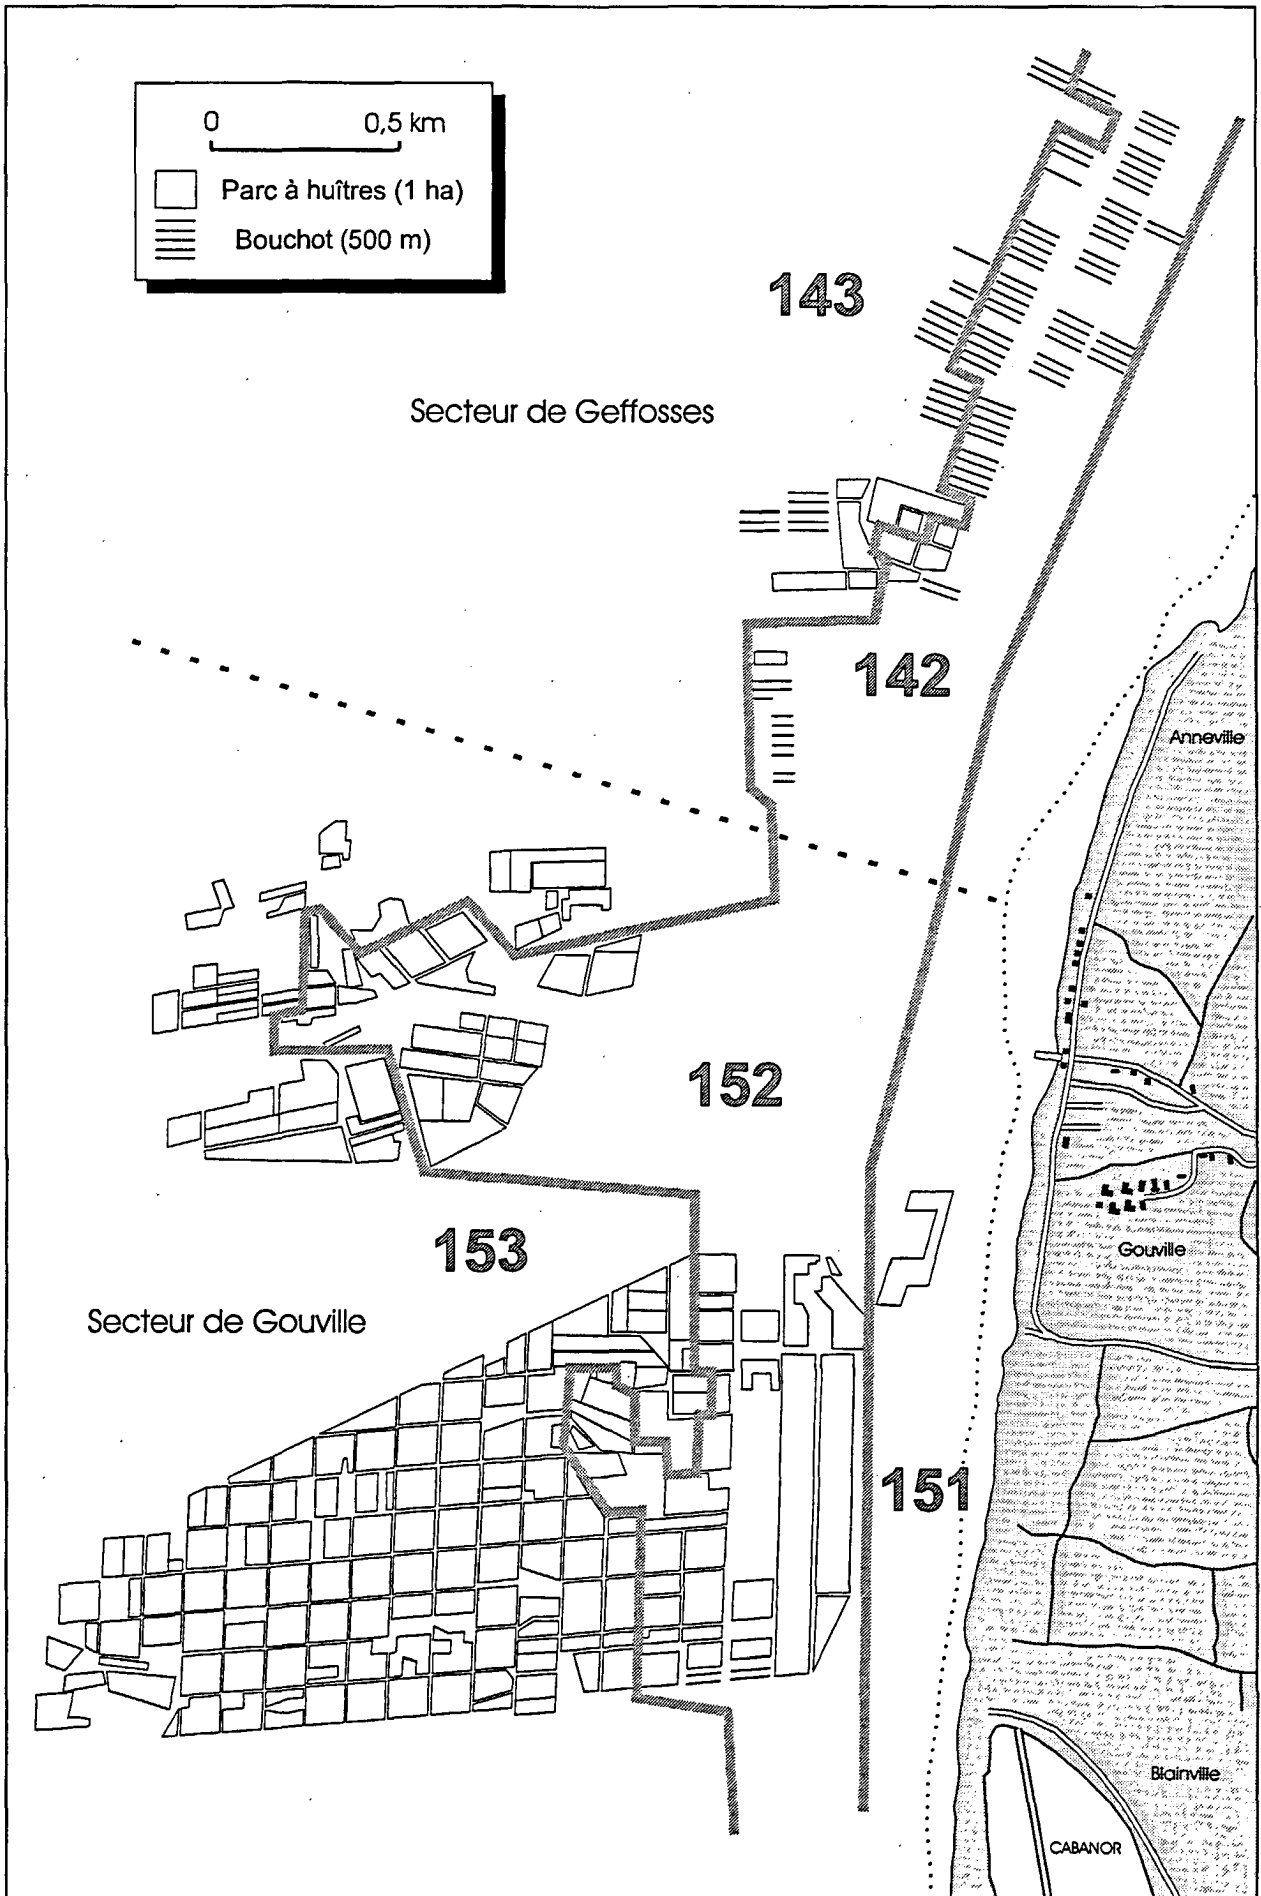 0 0,5 km
Parc à huîtres (1 ha)
Bouchot (500 m)
143
Secteur de Geffosses
142
Anneville
152
153
Gouville
Secteur de Gouville
151
Blainville
CABANOR